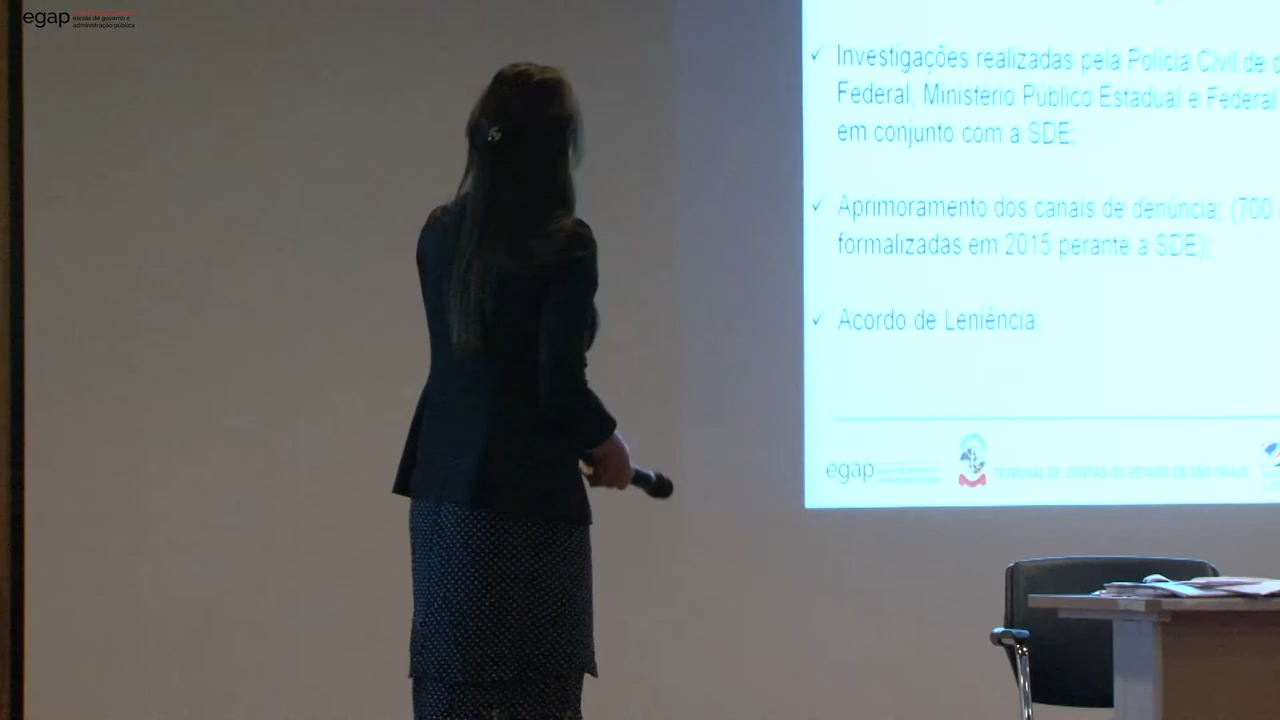 egap escola de governo e
administração pública
Investigações realizadas pela Polícia Civil de
Federal, Ministério Público Estadual e Federal
em conjunto com a SDE;
Aprimoramento dos canais de denúncia; (700
formalizadas em 2015 perante a SDE);
Acordo de Leniência;
egap
TRIBUNAL DE CONTAS DO ESTADO DE SÃO PAULO